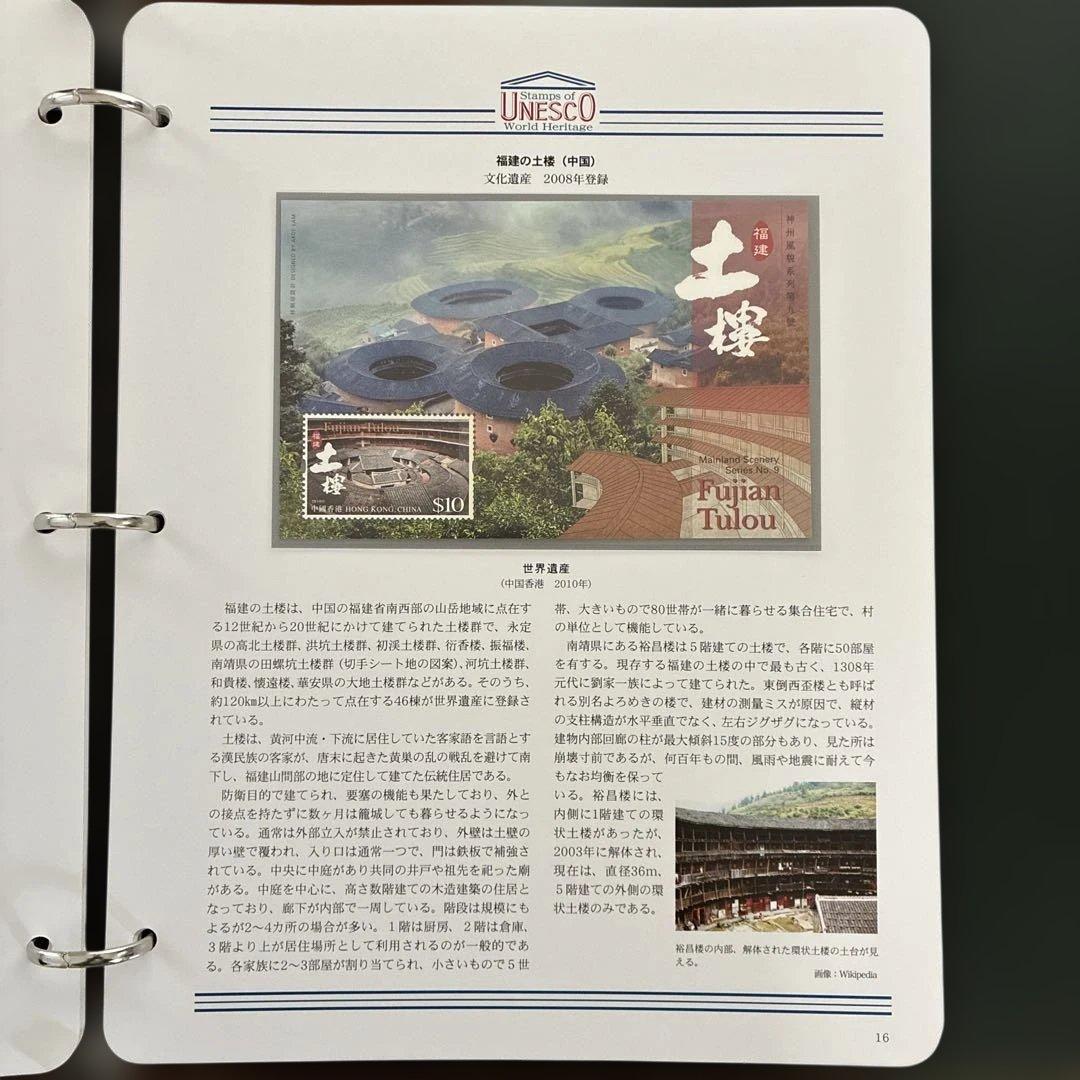 Stamps of
UNESCO
World Heritage
福建の土楼（中国）
文化遺産　2008年登録
神州風貌系列第九號
福建
土樓
Fujian Tulou
福建
土樓
中國香港 HONG KONG, CHINA
$10
Mainland Scenery
Series No. 9
Fujian
Tulou
世界遺産
（中国香港　2010年）
福建の土楼は、中国の福建省南西部の山岳地域に点在す
る12世紀から20世紀にかけて建てられた土楼群で、永定
県の高北土楼群、洪坑土楼群、初渓土楼群、衍香楼、振福楼、
南靖県の田螺坑土楼群（切手シート地の図案）、河坑土楼群、
和貴楼、懐遠楼、華安県の大地土楼群などがある。そのうち、
約120km以上にわたって点在する46棟が世界遺産に登録さ
れている。
土楼は、黄河中流・下流に居住していた客家語を言語とす
る漢民族の客家が、唐末に起きた黄巣の乱の戦乱を避けて南
下し、福建山間部の地に定住して建てた伝統住居である。
防衛目的で建てられ、要塞の機能も果たしており、外と
の接点を持たずに数ヶ月は籠城しても暮らせるようになっ
ている。通常は外部立入が禁止されており、外壁は土壁の
厚い壁で覆われ、入り口は通常一つで、門は鉄板で補強さ
れている。中央に中庭があり共同の井戸や祖先を祀った廟
がある。中庭を中心に、高さ数階建ての木造建築の住居と
なっており、廊下が内部で一周している。階段は規模にも
よるが2〜4カ所の場合が多い。１階は厨房、２階は倉庫、
３階より上が居住場所として利用されるのが一般的であ
る。各家族に2〜3部屋が割り当てられ、小さいもので５世
帯、大きいもので80世帯が一緒に暮らせる集合住宅で、村
の単位として機能している。
南靖県にある裕昌楼は５階建ての土楼で、各階に50部屋
を有する。現存する福建の土楼の中で最も古く、1308年
元代に劉家一族によって建てられた。東倒西歪楼とも呼ば
れる別名よろめきの楼で、建材の測量ミスが原因で、縦材
の支柱構造が水平垂直でなく、左右ジグザグになっている。
建物内部回廊の柱が最大傾斜15度の部分もあり、見た所は
崩壊寸前であるが、何百年もの間、風雨や地震に耐えて今
もなお均衡を保って
いる。裕昌楼には、
内側に1階建ての環
状土楼があったが、
2003年に解体され、
現在は、直径36m、
５階建ての外側の環
状土楼のみである。
裕昌楼の内部、解体された環状土楼の土台が見
える。
画像：Wikipedia
16